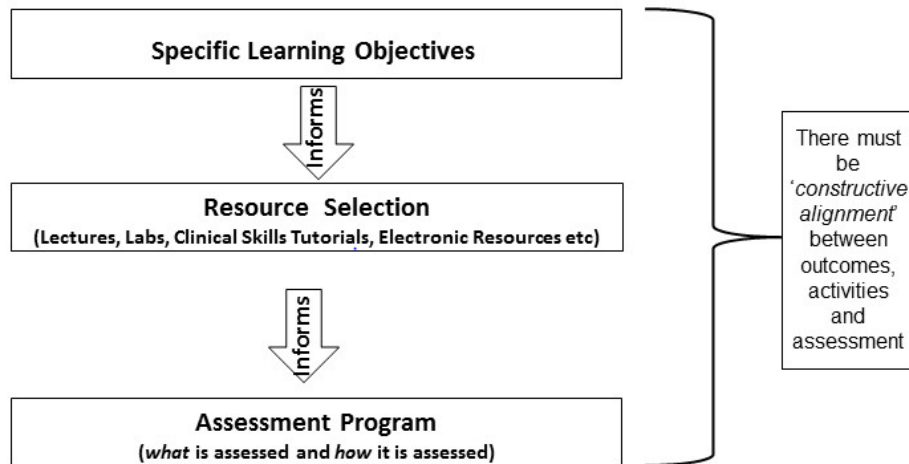 Specific Learning Objectives
Informs
Resource Selection
(Lectures, Labs, Clinical Skills Tutorials, Electronic Resources etc)
Informs
Assessment Program
(what is assessed and how it is assessed)
There must
be
‘constructive
alignment’
between
outcomes,
activities
and
assessment